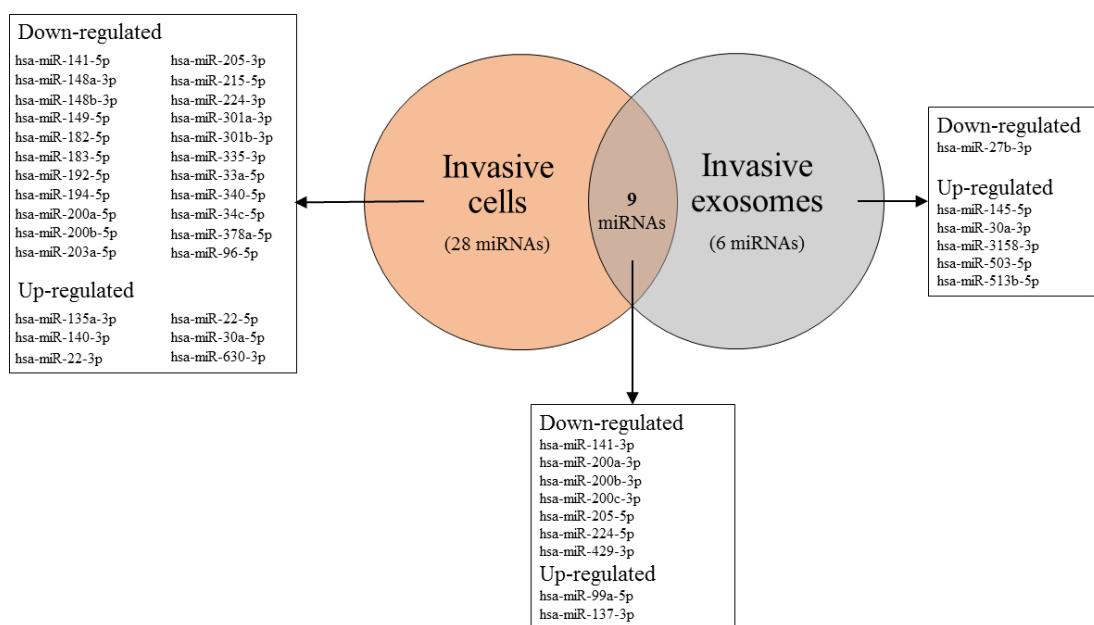 Down-regulated
hsa-miR-141-5p hsa-miR-205-3p
hsa-miR-148a-3p hsa-miR-215-5p
hsa-miR-148b-3p hsa-miR-224-3p
hsa-miR-149-5p hsa-miR-301a-3p
hsa-miR-182-5p hsa-miR-301b-3p
hsa-miR-183-5p hsa-miR-335-3p
hsa-miR-192-5p hsa-miR-33a-5p
hsa-miR-194-5p hsa-miR-340-5p
hsa-miR-200a-5p hsa-miR-34c-5p
hsa-miR-200b-5p hsa-miR-378a-5p
hsa-miR-203a-5p hsa-miR-96-5p
Up-regulated
hsa-miR-135a-3p hsa-miR-22-5p
hsa-miR-140-3p hsa-miR-30a-5p
hsa-miR-22-3p hsa-miR-630-3p
Invasive
cells
(28 miRNAs)
9
miRNAs
Invasive
exosomes
(6 miRNAs)
Down-regulated
hsa-miR-27b-3p
Up-regulated
hsa-miR-145-5p
hsa-miR-30a-3p
hsa-miR-3158-3p
hsa-miR-503-5p
hsa-miR-513b-5p
Down-regulated
hsa-miR-141-3p
hsa-miR-200a-3p
hsa-miR-200b-3p
hsa-miR-200c-3p
hsa-miR-205-5p
hsa-miR-224-5p
hsa-miR-429-3p
Up-regulated
hsa-miR-99a-5p
hsa-miR-137-3p